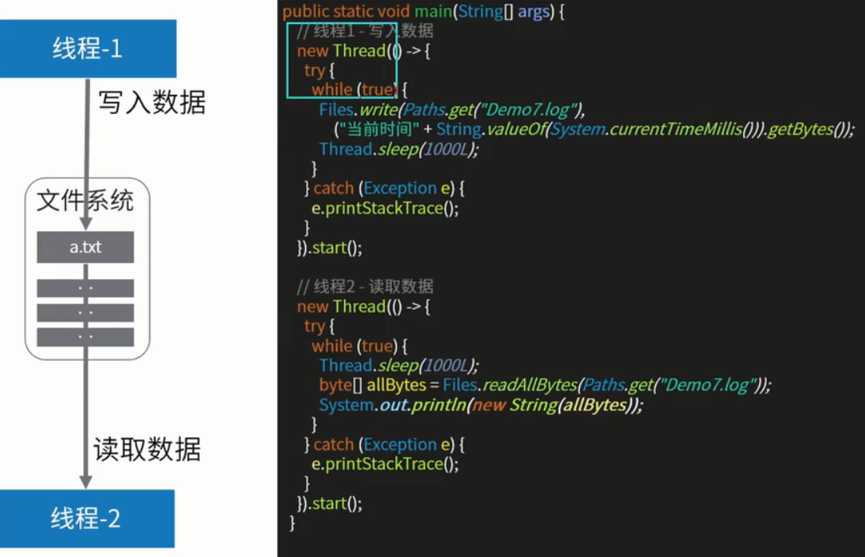 线程-1
写入数据
文件系统
a.txt
. .
. .
. .
读取数据
线程-2
public static void main(String[] args) {
// 线程1 - 写入数据
new Thread(() -> {
try {
while (true) {
Files.write(Paths.get("Demo7.log"),
("当前时间" + String.valueOf(System.currentTimeMillis())).getBytes());
Thread.sleep(1000L);
}
} catch (Exception e) {
e.printStackTrace();
}
}).start();
// 线程2 - 读取数据
new Thread(() -> {
try {
while (true) {
Thread.sleep(1000L);
byte[] allBytes = Files.readAllBytes(Paths.get("Demo7.log"));
System.out.println(new String(allBytes));
}
} catch (Exception e) {
e.printStackTrace();
}
}).start();
}